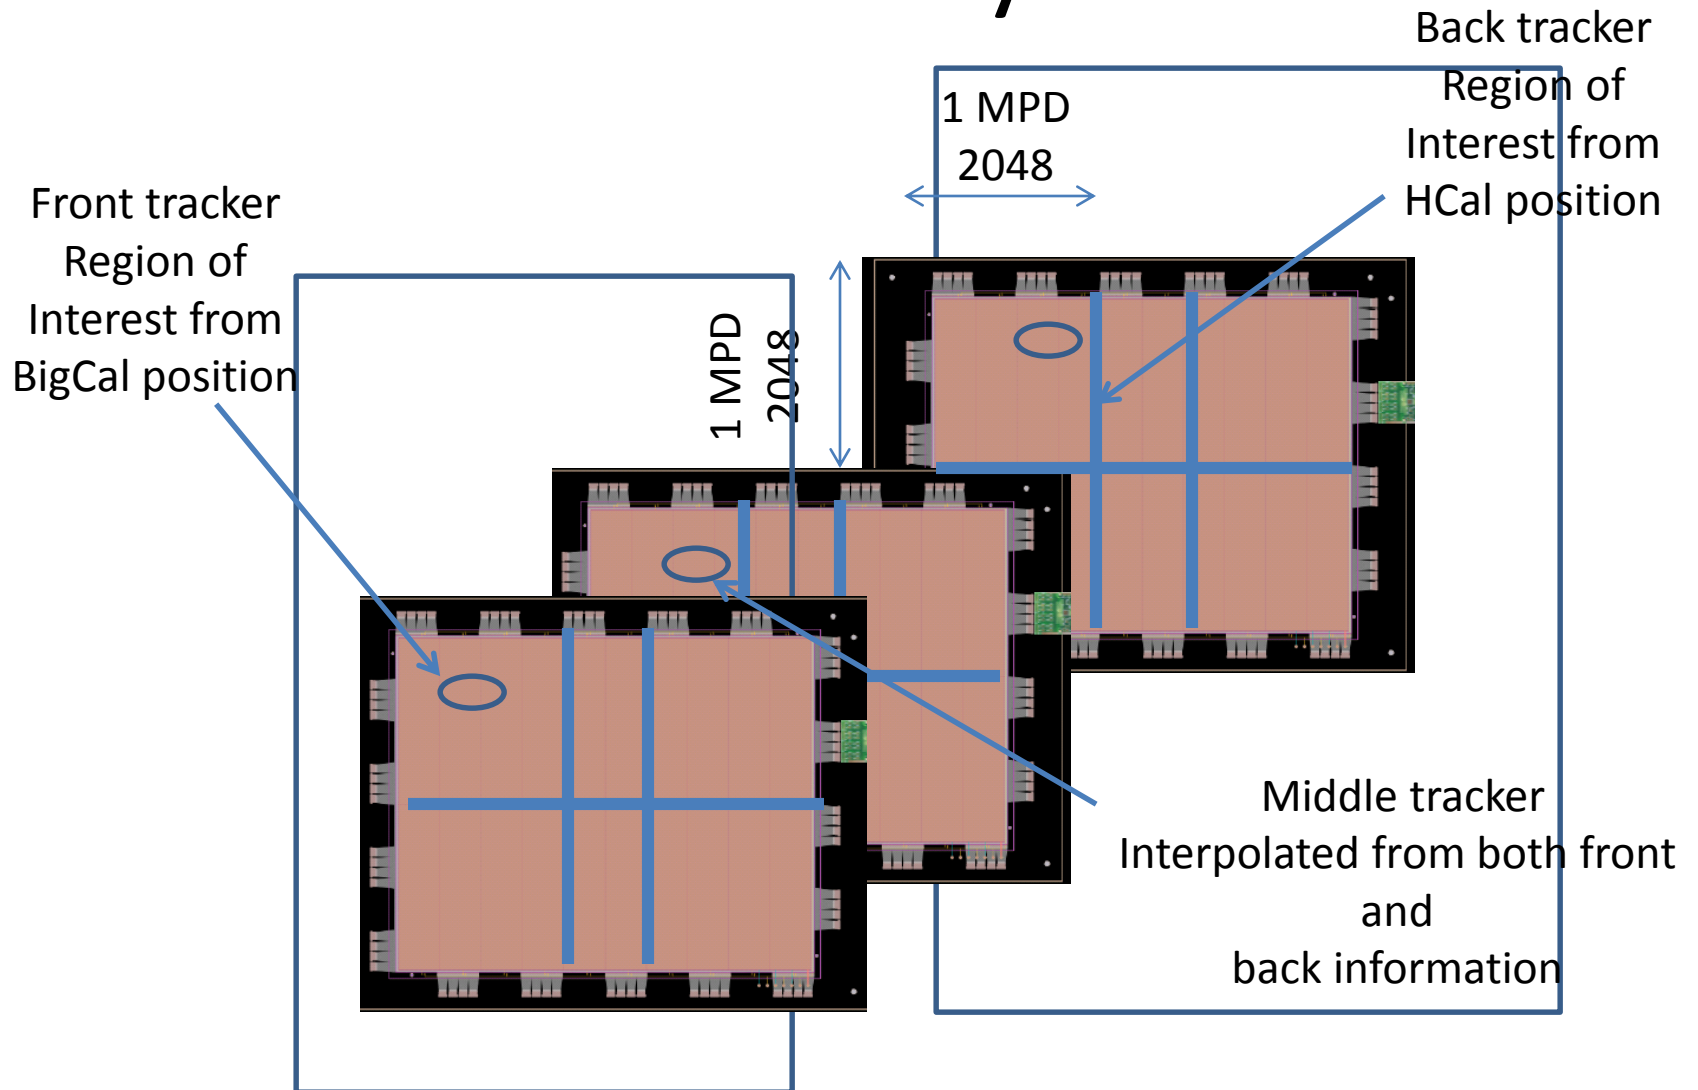 Back tracker
Region of
Interest from
HCal position
1 MPD
2048
Front tracker
Region of
Interest from
BigCal position
1 MPD
2048
Middle tracker
Interpolated from both front
and
back information